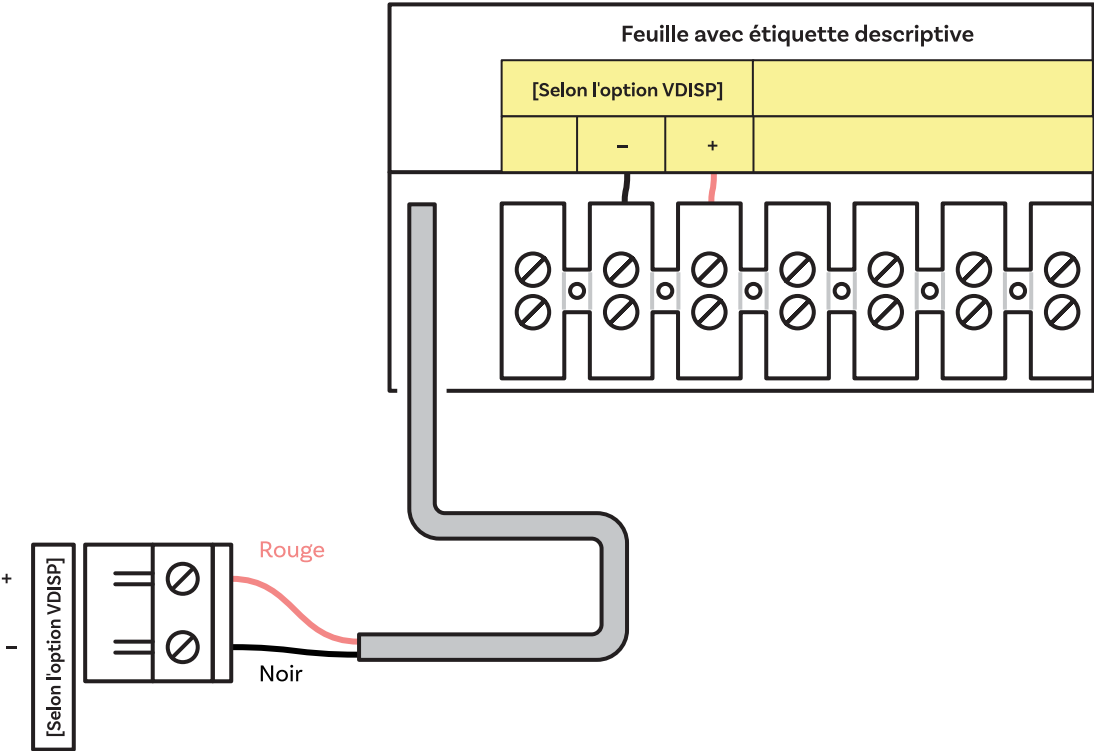 Feuille avec étiquette descriptive
[Selon l'option VDISP]
– +
Rouge
+
[Selon l'option VDISP]
–
Noir